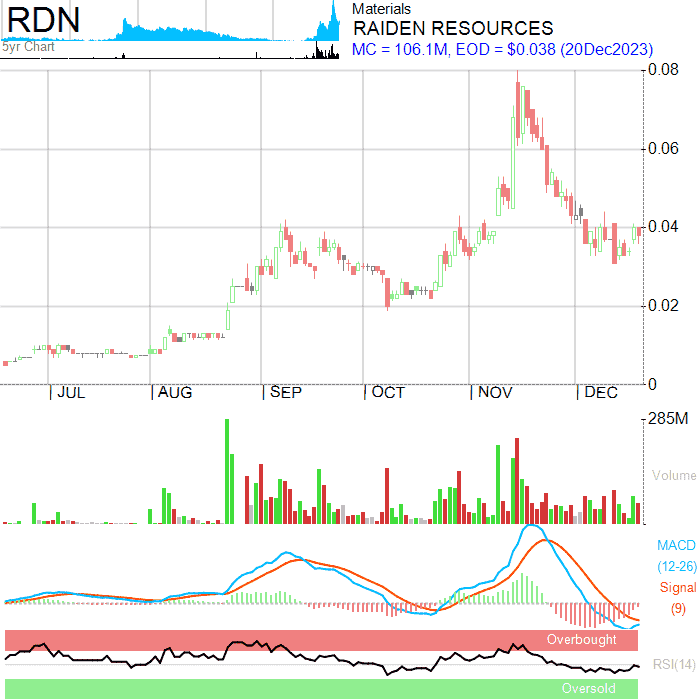 RDN
5yr Chart
Materials
RAIDEN RESOURCES
MC = 106.1M, EOD = $0.038 (20Dec2023)
0.08
0.06
0.04
0.02
0
JUL AUG SEP OCT NOV DEC
285M
Volume
MACD
(12-26)
Signal
(9)
Overbought
RSI(14)
Oversold